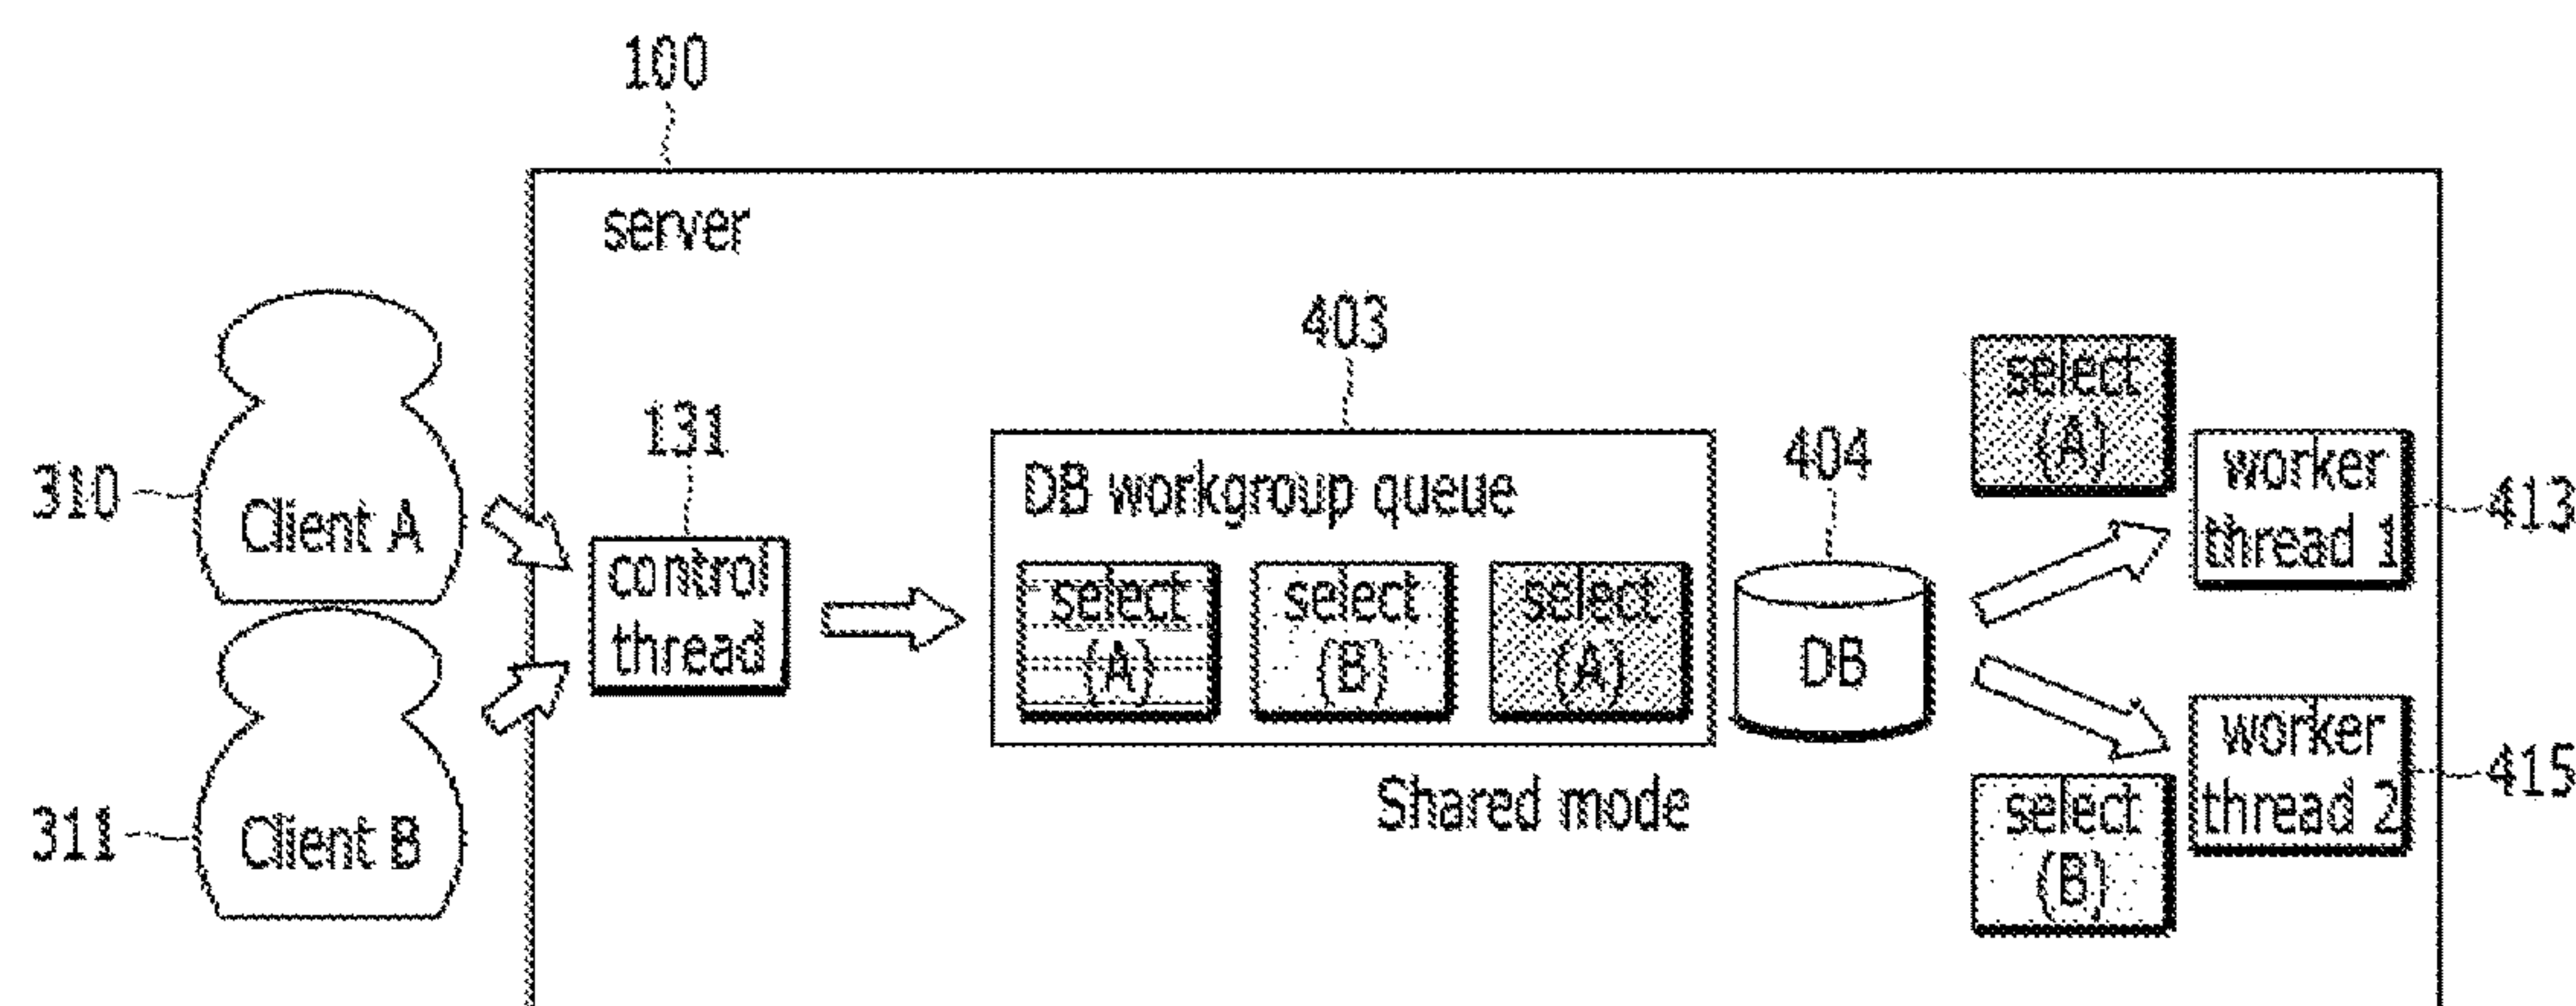 100
server
403
select
(A)
131
404
worker
thread 1
413
310
Client A
DB workgroup queue
control
thread
select
(A)
select
(B)
select
(A)
DB
Shared mode
worker
thread 2
415
311
Client B
select
(B)